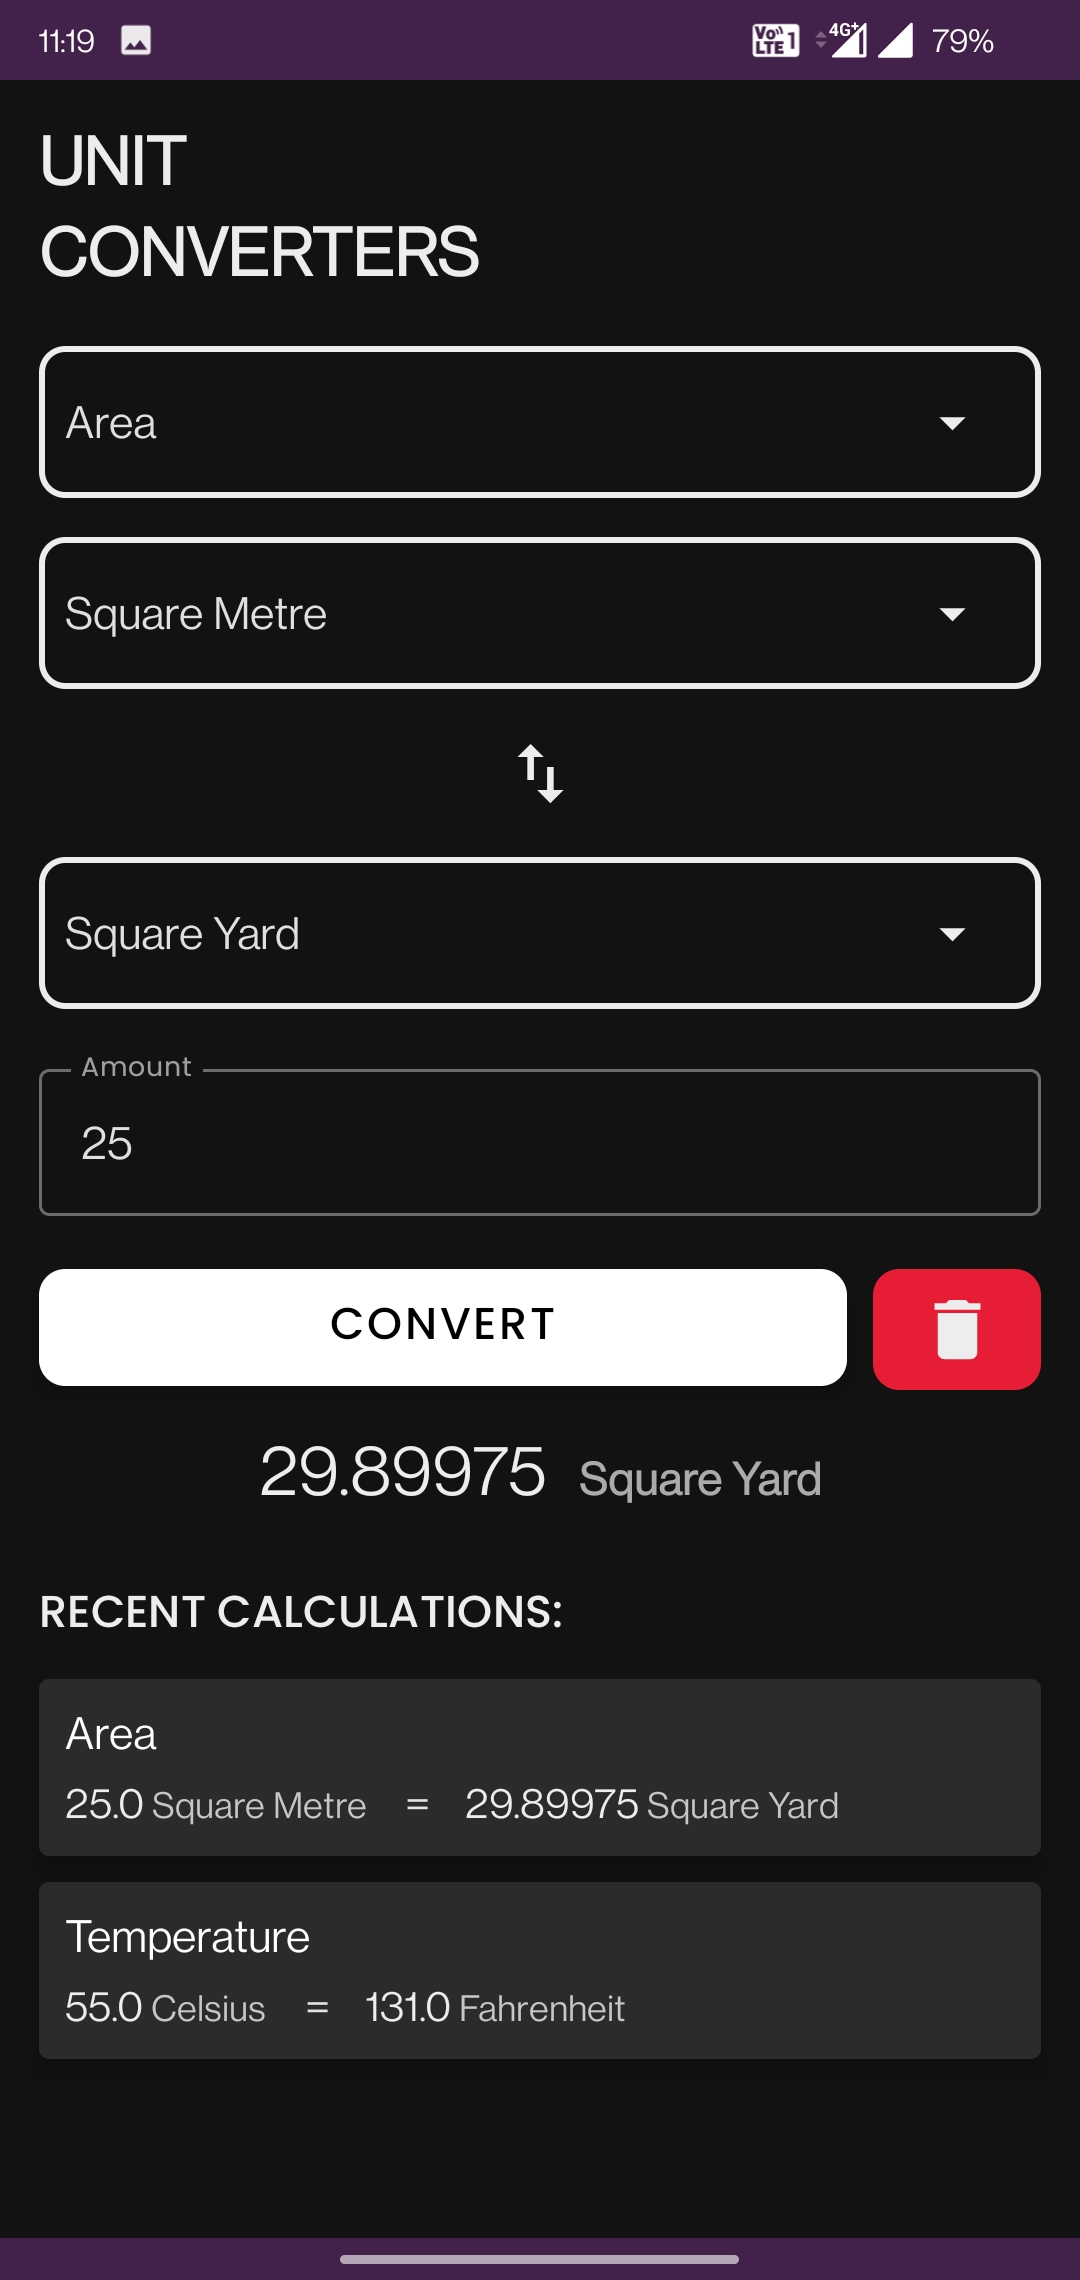 11:19 Vo)) LTE 1 4G+ 79%
UNIT
CONVERTERS
Area
Square Metre
Square Yard
Amount
25
CONVERT
29.89975 Square Yard
RECENT CALCULATIONS:
Area
25.0 Square Metre = 29.89975 Square Yard
Temperature
55.0 Celsius = 131.0 Fahrenheit